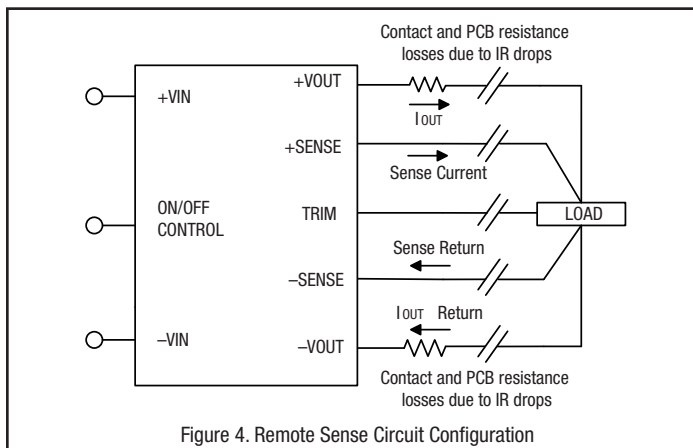 Contact and PCB resistance
losses due to IR drops
+VOUT
+VIN
IOUT
+SENSE
Sense Current
ON/OFF
CONTROL
TRIM
LOAD
Sense Return
–SENSE
IOUT Return
–VIN
–VOUT
Contact and PCB resistance
losses due to IR drops
Figure 4. Remote Sense Circuit Configuration